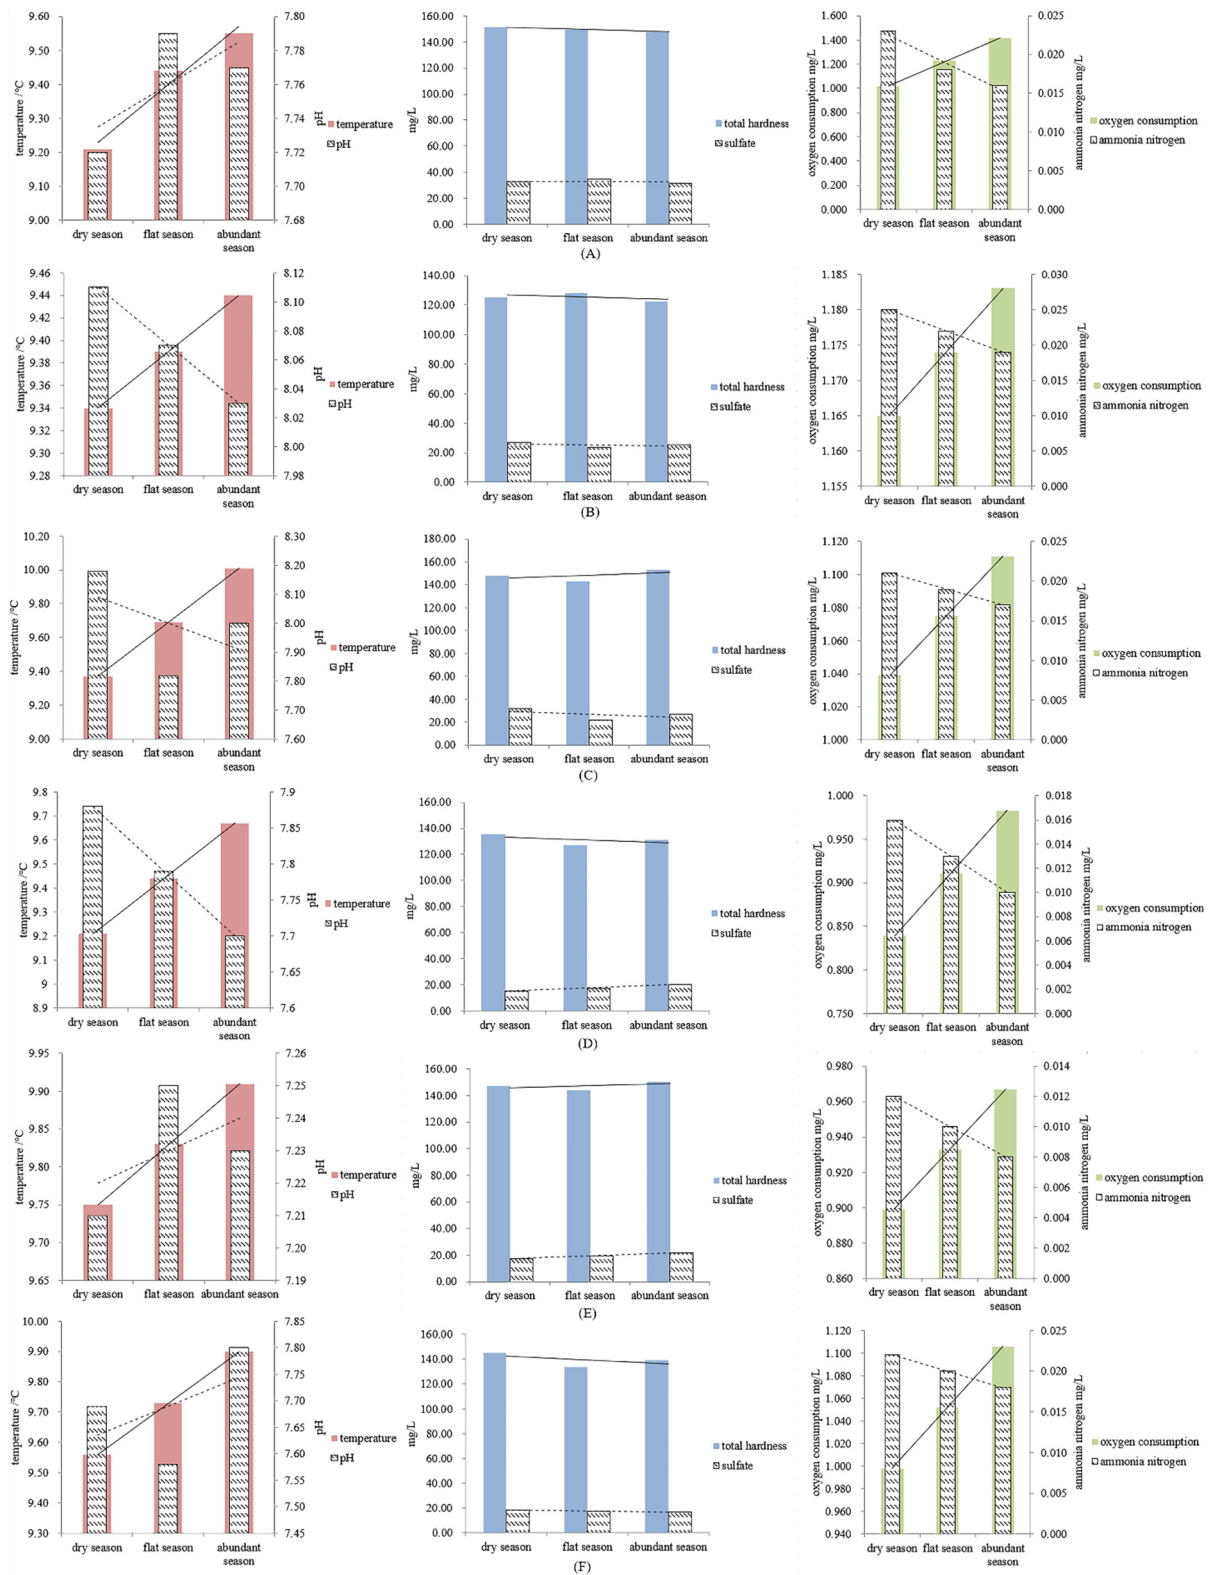 9.60
9.50
9.40
9.30
9.20
9.10
9.00
temperature /°C
7.80
7.78
7.76
7.74
7.72
7.70
7.68
pH
dry season
flat season
abundant
season
temperature
pH
160.00
140.00
120.00
100.00
80.00
60.00
40.00
20.00
0.00
mg/L
dry season
flat season
abundant season
total hardness
sulfate
1.600
1.400
1.200
1.000
0.800
0.600
0.400
0.200
0.000
oxygen consumption mg/L
0.025
0.020
0.015
0.010
0.005
0.000
ammonia nitrogen mg/L
dry season
flat season
abundant
season
oxygen consumption
ammonia nitrogen
(A)
9.46
9.44
9.42
9.40
9.38
9.36
9.34
9.32
9.30
9.28
temperature /°C
8.12
8.10
8.08
8.06
8.04
8.02
8.00
7.98
pH
dry season
flat season
abundant
season
temperature
pH
140.00
120.00
100.00
80.00
60.00
40.00
20.00
0.00
mg/L
dry season
flat season
abundant season
total hardness
sulfate
1.185
1.180
1.175
1.170
1.165
1.160
1.155
oxygen consumption mg/L
0.030
0.025
0.020
0.015
0.010
0.005
0.000
ammonia nitrogen mg/L
dry season
flat season
abundant
season
oxygen consumption
ammonia nitrogen
(B)
10.20
10.00
9.80
9.60
9.40
9.20
9.00
temperature /°C
8.30
8.20
8.10
8.00
7.90
7.80
7.70
7.60
pH
dry season
flat season
abundant
season
temperature
pH
180.00
160.00
140.00
120.00
100.00
80.00
60.00
40.00
20.00
0.00
mg/L
dry season
flat season
abundant season
total hardness
sulfate
1.120
1.100
1.080
1.060
1.040
1.020
1.000
oxygen consumption mg/L
0.025
0.020
0.015
0.010
0.005
0.000
ammonia nitrogen mg/L
dry season
flat season
abundant
season
oxygen consumption
ammonia nitrogen
(C)
9.8
9.7
9.6
9.5
9.4
9.3
9.2
9.1
9
8.9
temperature /°C
7.9
7.85
7.8
7.75
7.7
7.65
7.6
pH
dry season
flat season
abundant
season
temperature
pH
160.00
140.00
120.00
100.00
80.00
60.00
40.00
20.00
0.00
mg/L
dry season
flat season
abundant season
total hardness
sulfate
1.000
0.950
0.900
0.850
0.800
0.750
oxygen consumption mg/L
0.018
0.016
0.014
0.012
0.010
0.008
0.006
0.004
0.002
0.000
ammonia nitrogen mg/L
dry season
flat season
abundant
season
oxygen consumption
ammonia nitrogen
(D)
9.95
9.90
9.85
9.80
9.75
9.70
9.65
temperature /°C
7.26
7.25
7.24
7.23
7.22
7.21
7.20
7.19
pH
dry season
flat season
abundant season
temperature
pH
160.00
140.00
120.00
100.00
80.00
60.00
40.00
20.00
0.00
mg/L
dry season
flat season
abundant season
total hardness
sulfate
0.980
0.960
0.940
0.920
0.900
0.880
0.860
oxygen consumption mg/L
0.014
0.012
0.010
0.008
0.006
0.004
0.002
0.000
ammonia nitrogen mg/L
dry season
flat season
abundant
season
oxygen consumption
ammonia nitrogen
(E)
10.00
9.90
9.80
9.70
9.60
9.50
9.40
9.30
temperature /°C
7.85
7.80
7.75
7.70
7.65
7.60
7.55
7.50
7.45
pH
dry season
flat season
abundant
season
temperature
pH
160.00
140.00
120.00
100.00
80.00
60.00
40.00
20.00
0.00
mg/L
dry season
flat season
abundant season
total hardness
sulfate
1.120
1.100
1.080
1.060
1.040
1.020
1.000
0.980
0.960
0.940
oxygen consumption mg/L
0.025
0.020
0.015
0.010
0.005
0.000
ammonia nitrogen mg/L
dry season
flat season
abundant
season
oxygen consumption
ammonia nitrogen
(F)